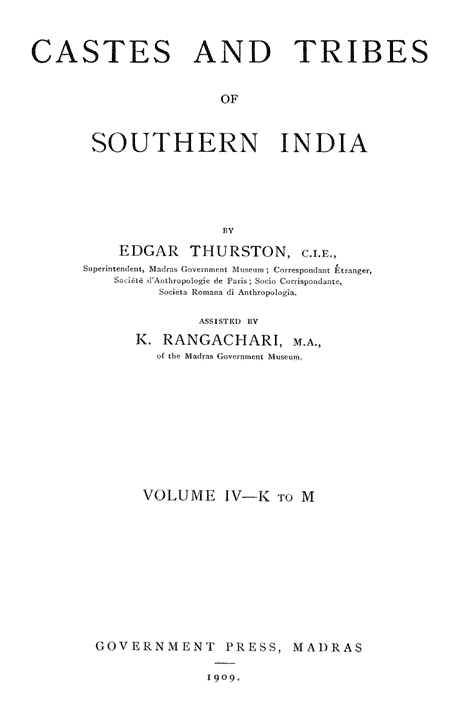 CASTES AND TRIBES
OF
SOUTHERN INDIA
BY
EDGAR THURSTON, C.I.E.,
Superintendent, Madras Government Museum; Correspondant Étranger,
Société d'Anthropologie de Paris; Socio Corrispondante,
Societa Romana di Anthropologia.
ASSISTED BY
K. RANGACHARI, M.A.,
of the Madras Government Museum.
VOLUME IV—K TO M
GOVERNMENT PRESS, MADRAS
1909.